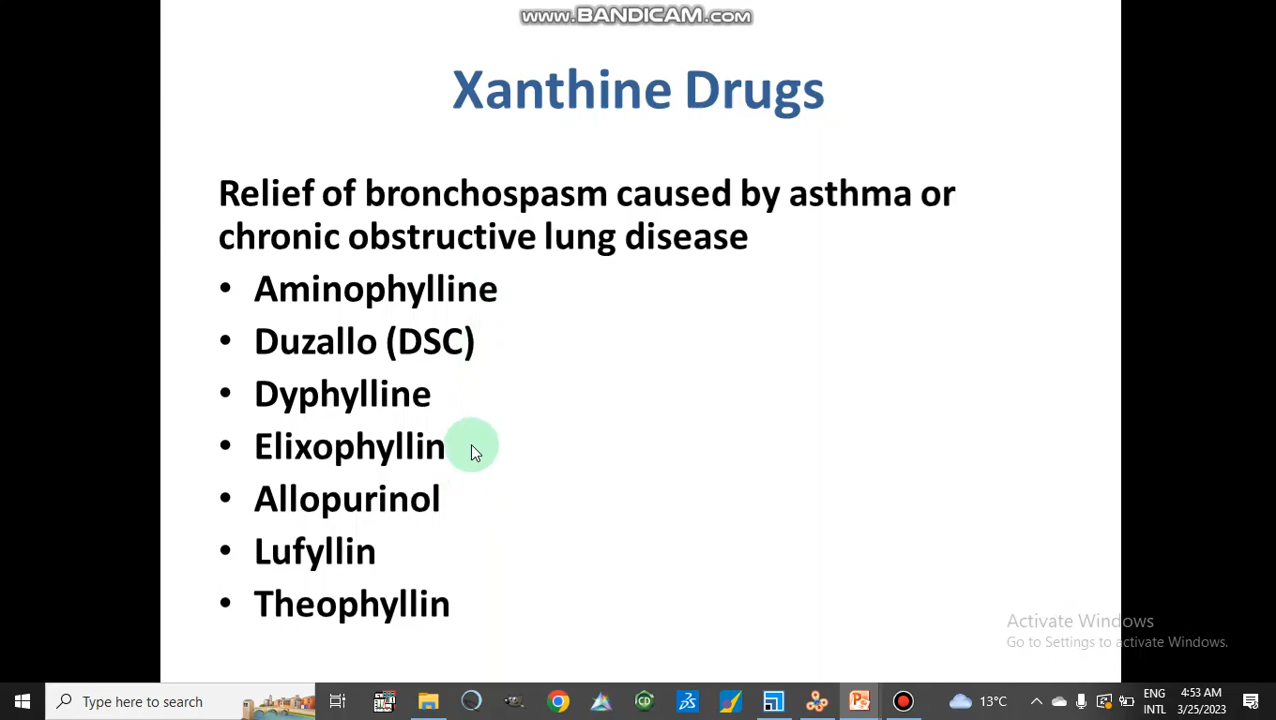 www.BANDICAM.com
Xanthine Drugs
Relief of bronchospasm caused by asthma or
chronic obstructive lung disease
• Aminophylline
• Duzallo (DSC)
• Dyphylline
• Elixophyllin
• Allopurinol
• Lufyllin
• Theophyllin
Activate Windows
Go to Settings to activate Windows.
Type here to search
13°C
ENG
INTL
4:53 AM
3/25/2023